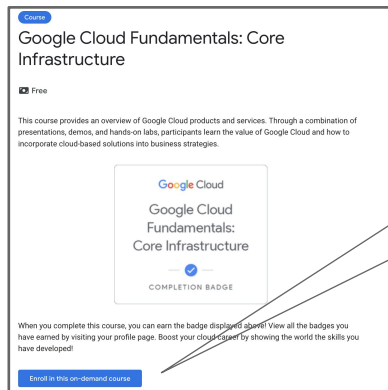 Course
Google Cloud Fundamentals: Core
Infrastructure
Free
This course provides an overview of Google Cloud products and services. Through a combination of
presentations, demos, and hands-on labs, participants learn the value of Google Cloud and how to
incorporate cloud-based solutions into business strategies.
Google Cloud
Google Cloud
Fundamentals:
Core Infrastructure
COMPLETION BADGE
When you complete this course, you can earn the badge displayed above! View all the badges you
have earned by visiting your profile page. Boost your cloud career by showing the world the skills you
have developed!
Enroll in this on-demand course